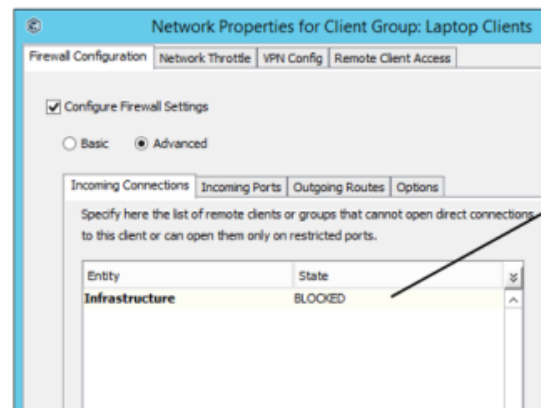 Network Properties for Client Group: Laptop Clients
Firewall Configuration Network Throttle VPN Config Remote Client Access
Configure Firewall Settings
Basic Advanced
Incoming Connections Incoming Ports Outgoing Routes Options
Specify here the list of remote clients or groups that cannot open direct connections
to this client or can open them only on restricted ports.
Entity State
Infrastructure BLOCKED